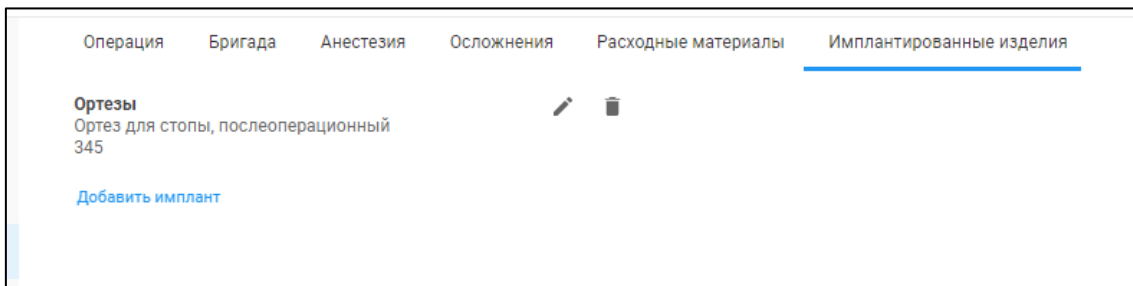 Операция Бригада Анестезия Осложнения Расходные материалы Имплантированные изделия
Ортезы
Ортез для стопы, послеоперационный
345
Добавить имплант